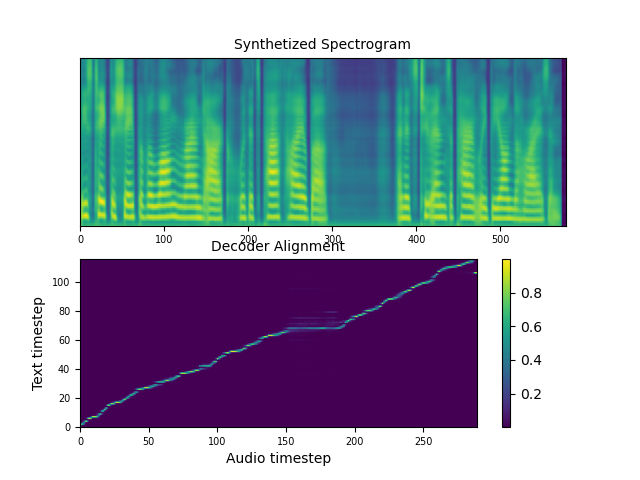 Synthetized Spectrogram
0 100 200 300 400 500
Decoder Alignment
100
80
60
40
20
0
Text timestep
0 50 100 150 200 250
Audio timestep
0.8
0.6
0.4
0.2